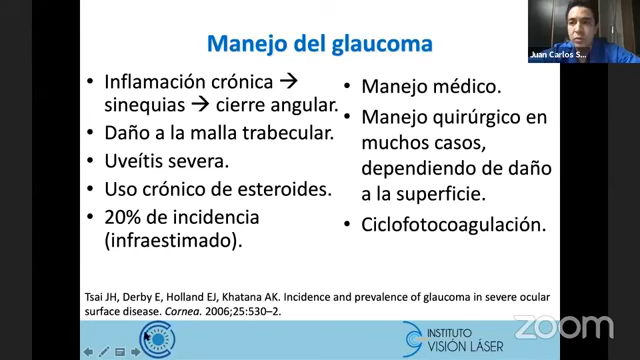 Juan Carlos S...
Manejo del glaucoma
• Inflamación crónica →
sinequias → cierre angular.
• Daño a la malla trabecular.
• Uveítis severa.
• Uso crónico de esteroides.
• 20% de incidencia
(infraestimado).
• Manejo médico.
• Manejo quirúrgico en
muchos casos,
dependiendo de daño
a la superficie.
• Ciclofotocoagulación.
Tsai JH, Derby E, Holland EJ, Khatana AK. Incidence and prevalence of glaucoma in severe ocular
surface disease. Cornea. 2006;25:530–2.
INSTITUTO
VISIÓN LÁSER
zoom